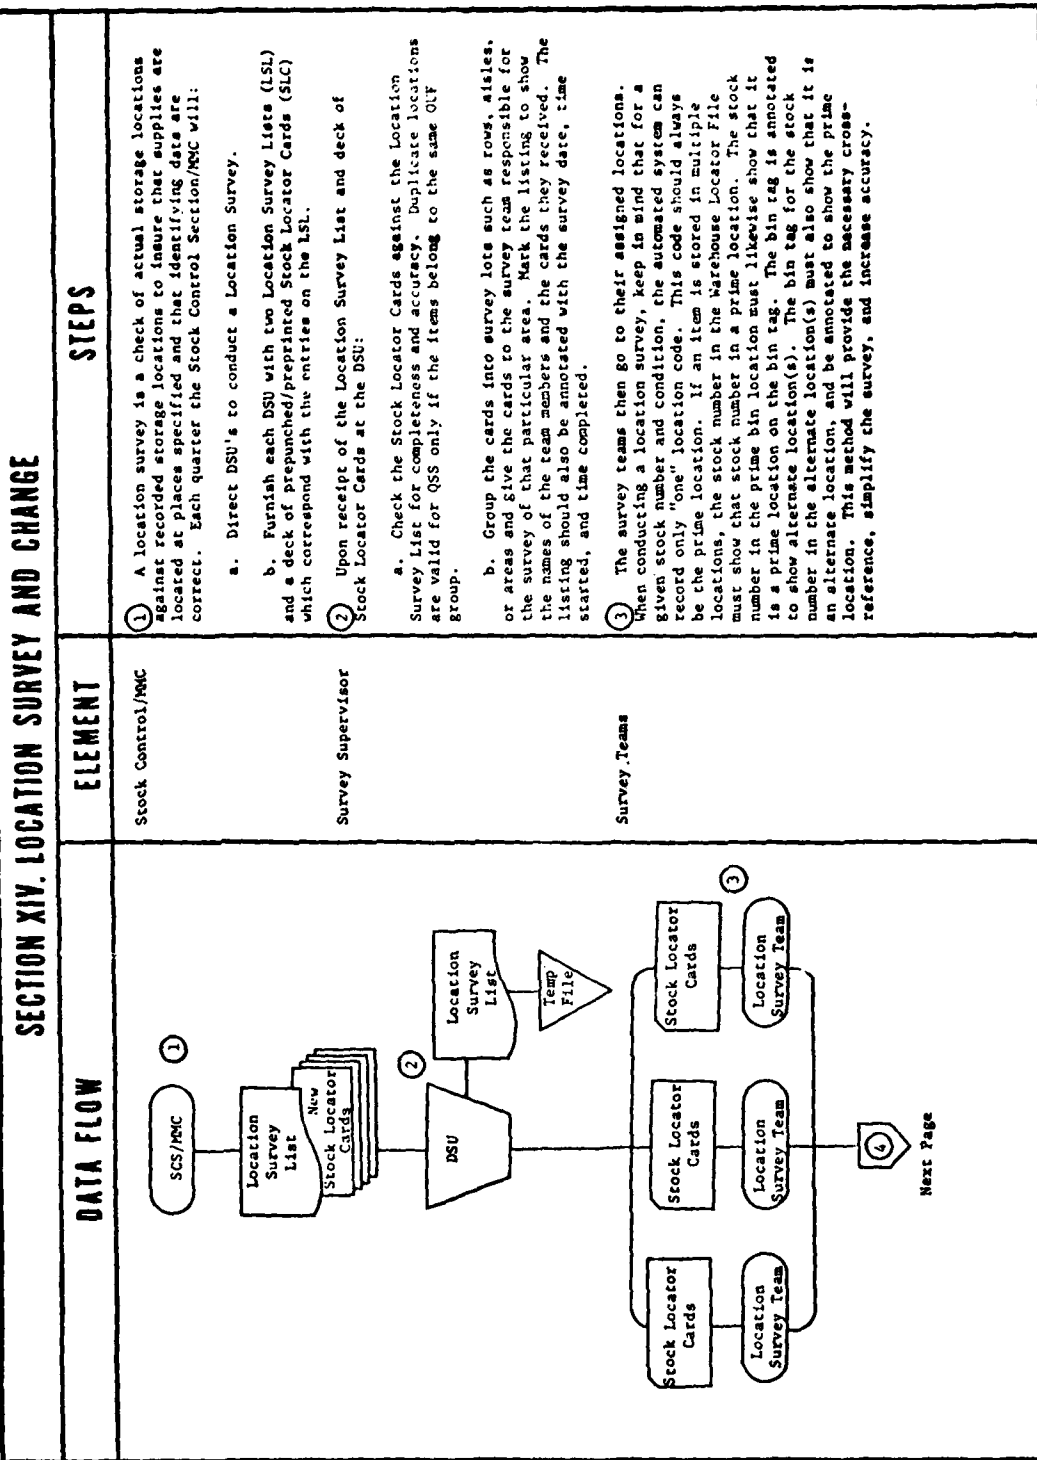 SECTION XIV. LOCATION SURVEY AND CHANGE
DATA FLOW
ELEMENT
STEPS
SCS/MMC
1
Location
Survey
List
New
Stock Locator
Cards
2
DSU
Location
Survey
List
Temp
File
Stock Locator
Cards
Stock Locator
Cards
Stock Locator
Cards
3
Location
Survey Team
Location
Survey Team
Location
Survey Team
4
Next Page
Stock Control/MMC
Survey Supervisor
Survey Teams
1 A location survey is a check of actual storage locations
against recorded storage locations to insure that supplies are
located at places specified and that identifying data are
correct. Each quarter the Stock Control Section/MMC will:
a. Direct DSU's to conduct a Location Survey.
b. Furnish each DSU with two Location Survey Lists (LSL)
and a deck of prepunched/preprinted Stock Locator Cards (SLC)
which correspond with the entries on the LSL.
2 Upon receipt of the Location Survey List and deck of
Stock Locator Cards at the DSU:
a. Check the Stock Locator Cards against the Location
Survey List for completeness and accuracy. Duplicate locations
are valid for QSS only if the items belong to the same OUF
group.
b. Group the cards into survey lots such as rows, aisles,
or areas and give the cards to the survey team responsible for
the survey of that particular area. Mark the listing to show
the names of the team members and the cards they received. The
listing should also be annotated with the survey date, time
started, and time completed.
3 The survey teams then go to their assigned locations.
When conducting a location survey, keep in mind that for a
given stock number and condition, the automated system can
record only "one" location code. This code should always
be the prime location. If an item is stored in multiple
locations, the stock number in the Warehouse Locator File
must show that stock number in a prime location. The stock
number in the prime bin location must likewise show that it
is a prime location on the bin tag. The bin tag is annotated
to show alternate location(s). The bin tag for the stock
number in the alternate location(s) must also show that it is
an alternate location, and be annotated to show the prime
location. This method will provide the necessary cross-
reference, simplify the survey, and increase accuracy.